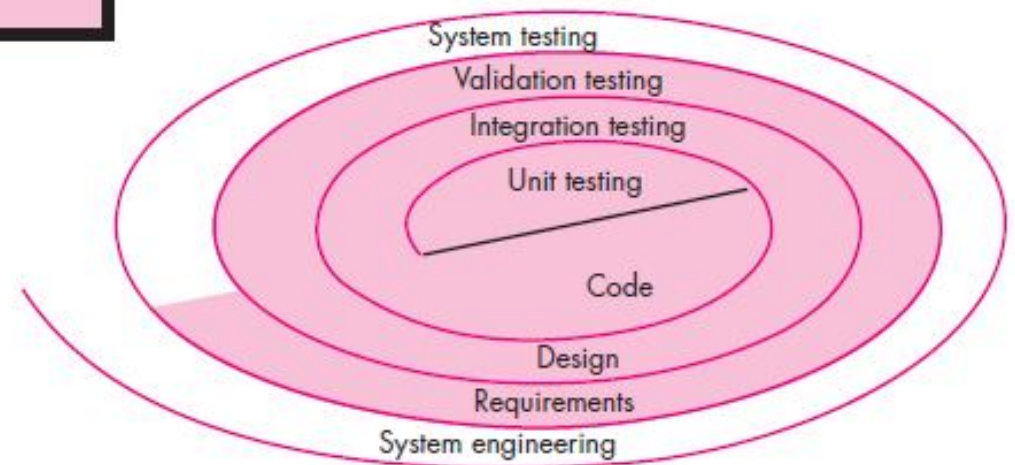 System testing
Validation testing
Integration testing
Unit testing
Code
Design
Requirements
System engineering